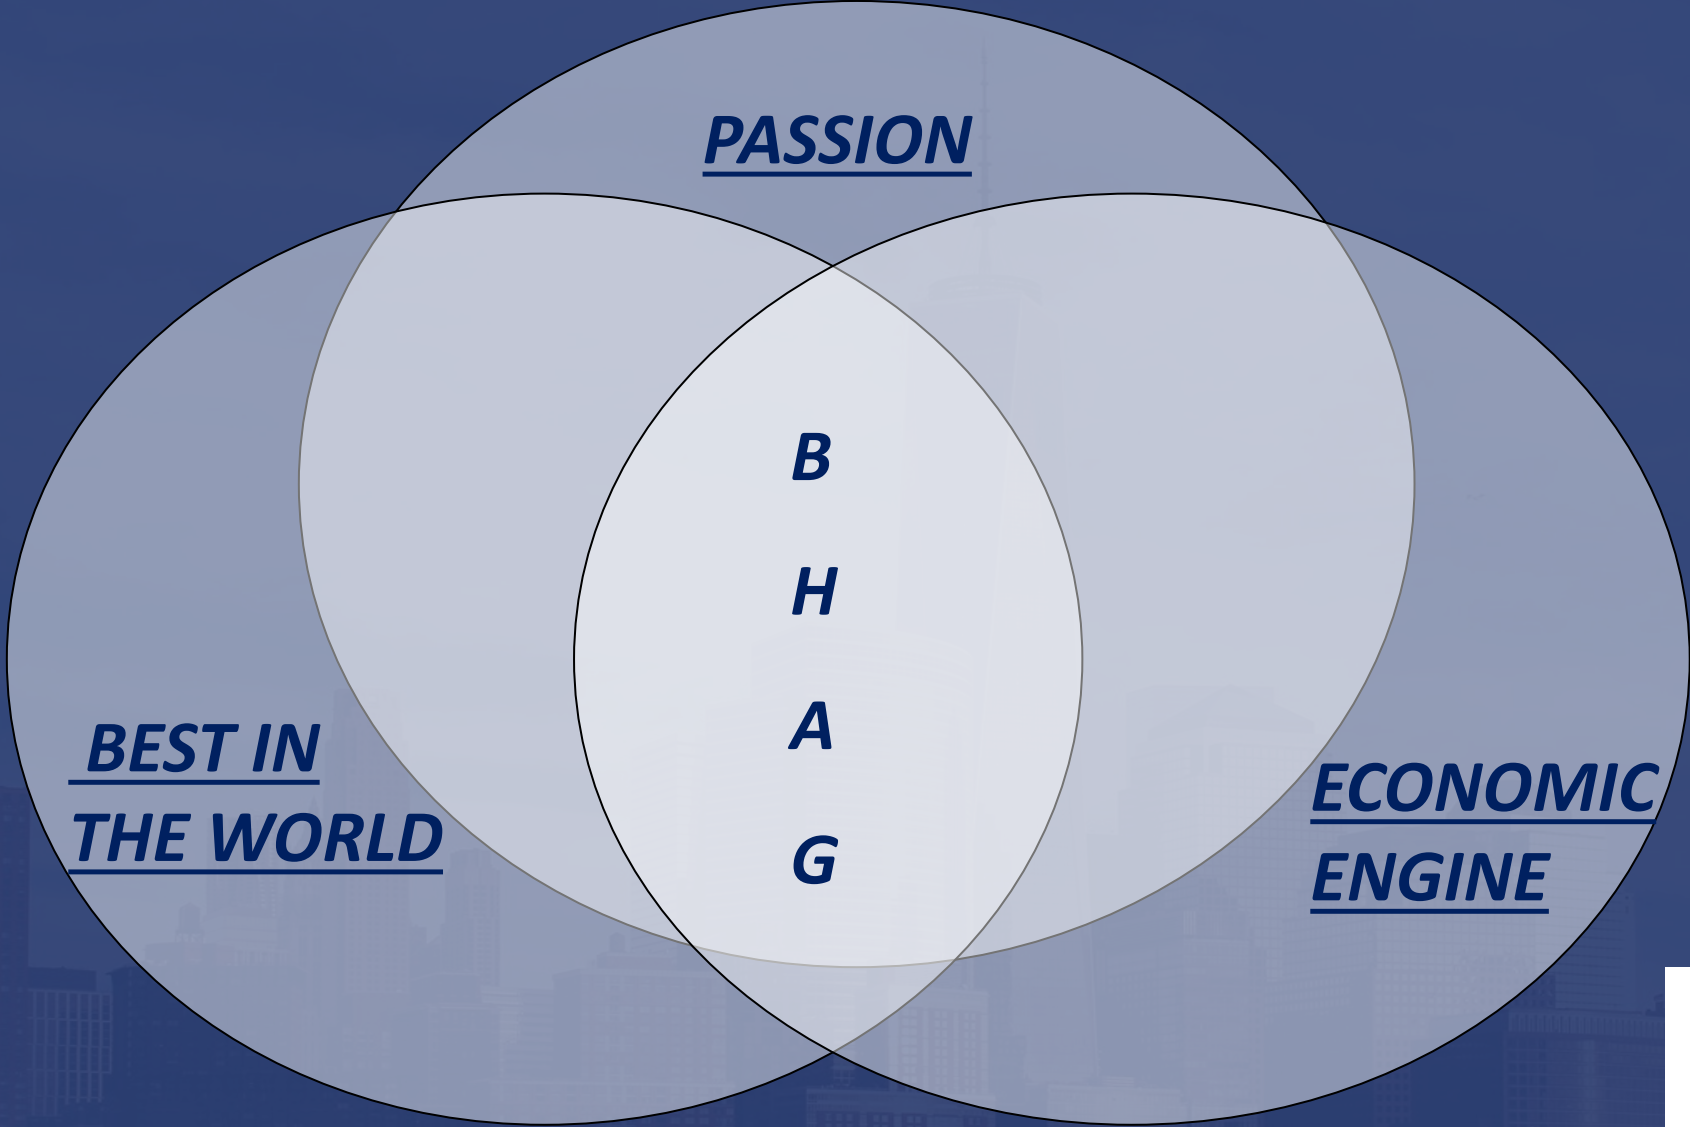 PASSION
B
H
A
G
BEST IN
THE WORLD
ECONOMIC
ENGINE